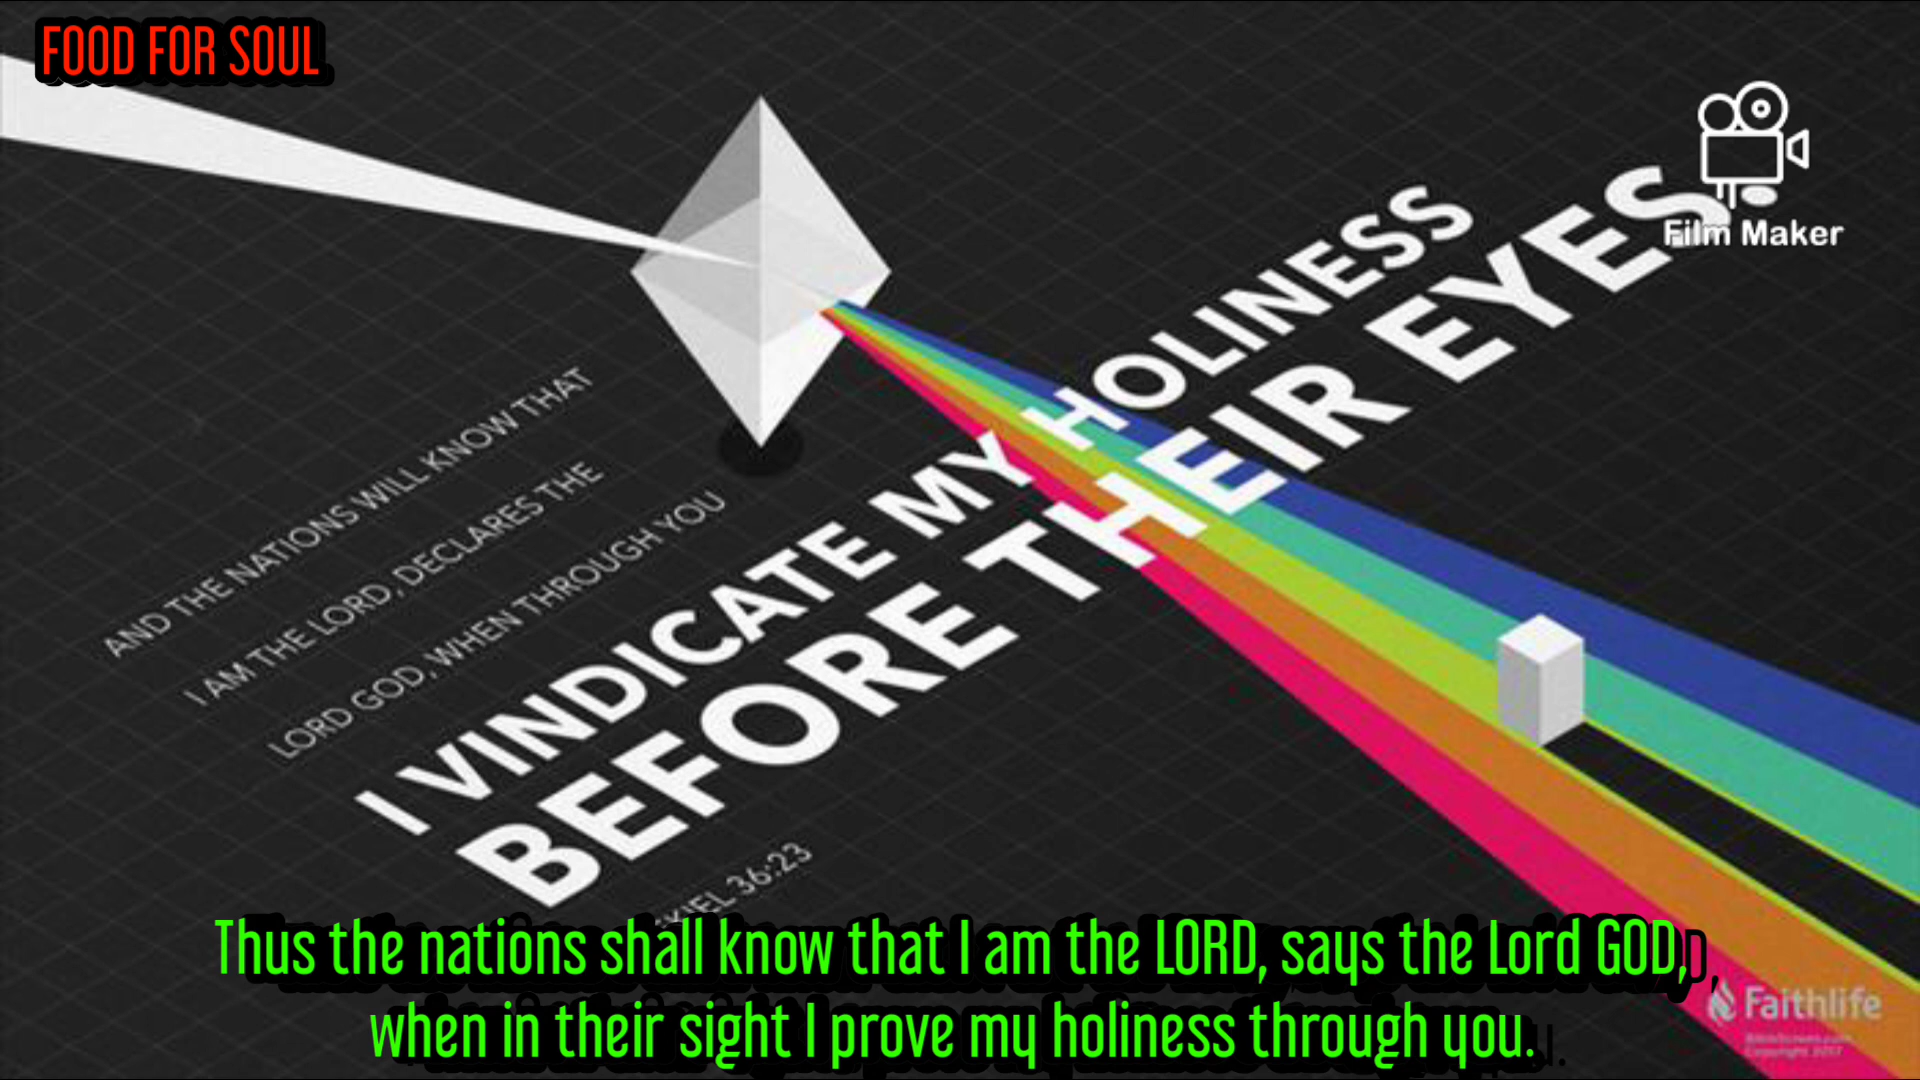 FOOD FOR SOUL
Film Maker
AND THE NATIONS WILL KNOW THAT
I AM THE LORD, DECLARES THE
LORD GOD, WHEN THROUGH YOU
I VINDICATE MY HOLINESS
BEFORE THEIR EYES
36:23
Thus the nations shall know that I am the LORD, says the Lord GOD,
when in their sight I prove my holiness through you.
Faithlife